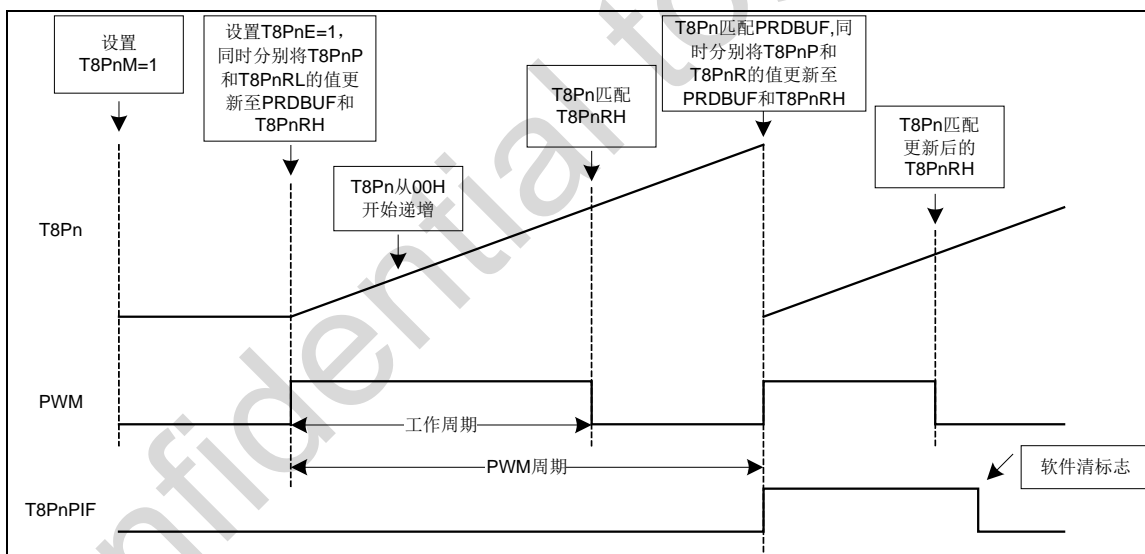 设置
T8PnM=1
设置T8PnE=1,
同时分别将T8PnP
和T8PnRL的值更
新至PRDBUF和
T8PnRH
T8Pn匹配
T8PnRH
T8Pn匹配PRDBUF,同
时分别将T8PnP和
T8PnR的值更新至
PRDBUF和T8PnRH
T8Pn匹配
更新后的
T8PnRH
T8Pn从00H
开始递增
T8Pn
PWM
工作周期
PWM周期
软件清标志
T8PnPIF
nfidential to